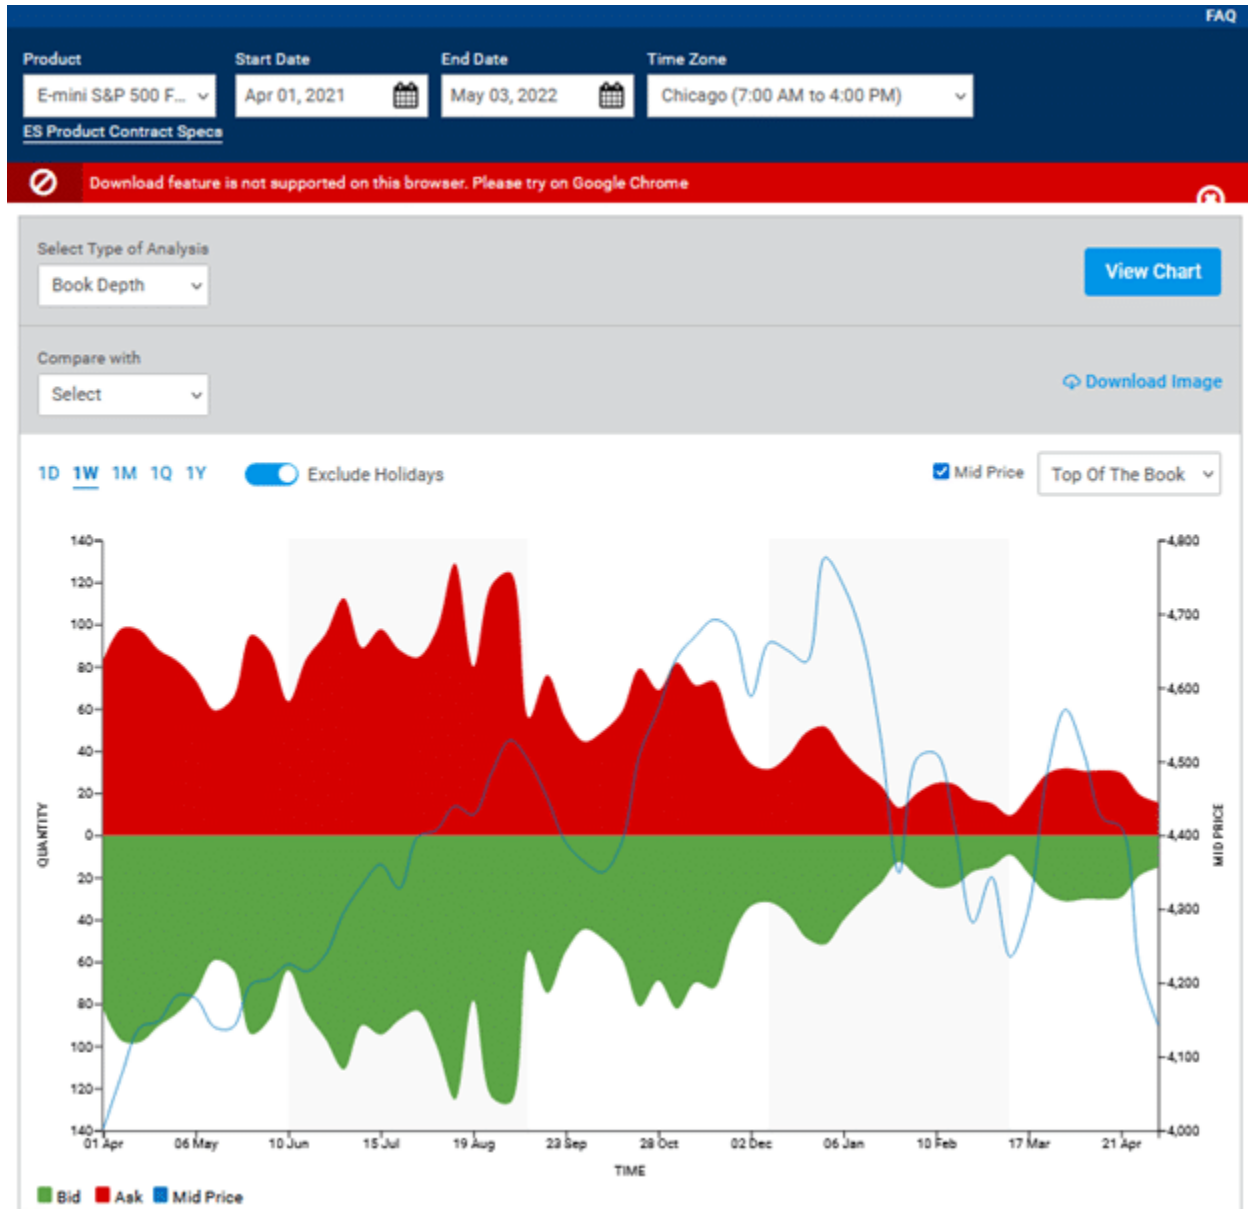 FAQ
Product Start Date End Date Time Zone
E-mini S&P 500 F... Apr 01, 2021 May 03, 2022 Chicago (7:00 AM to 4:00 PM)
ES Product Contract Specs
Download feature is not supported on this browser. Please try on Google Chrome
Select Type of Analysis
Book Depth
View Chart
Compare with
Select
Download Image
1D 1W 1M 1Q 1Y Exclude Holidays Mid Price Top Of The Book
140 4,800
120
4,700
100
80
4,600
60
4,500
40
20
QUANTITY
0 4,400
MID PRICE
20
4,300
40
60
4,200
80
100
4,100
120
140 4,000
01 Apr 06 May 10 Jun 15 Jul 19 Aug 23 Sep 28 Oct 02 Dec 06 Jan 10 Feb 17 Mar 21 Apr
TIME
Bid Ask Mid Price